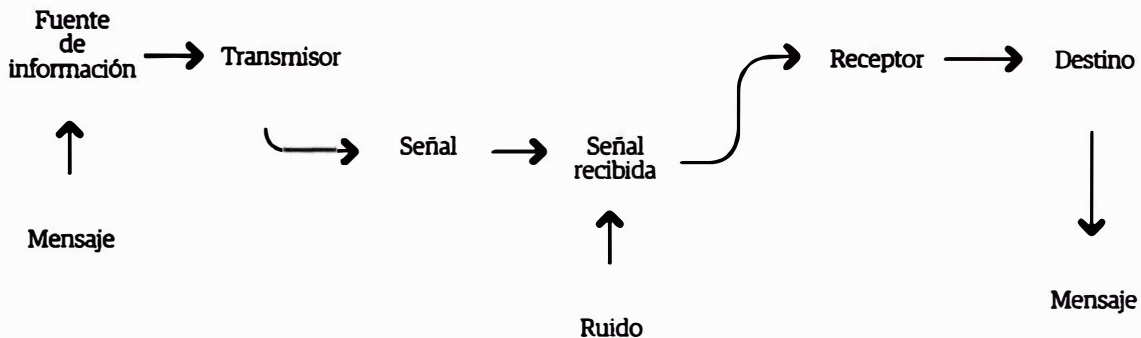 Fuente
de
información
Transmisor
Señal
Señal
recibida
Receptor
Destino
Mensaje
Ruido
Mensaje